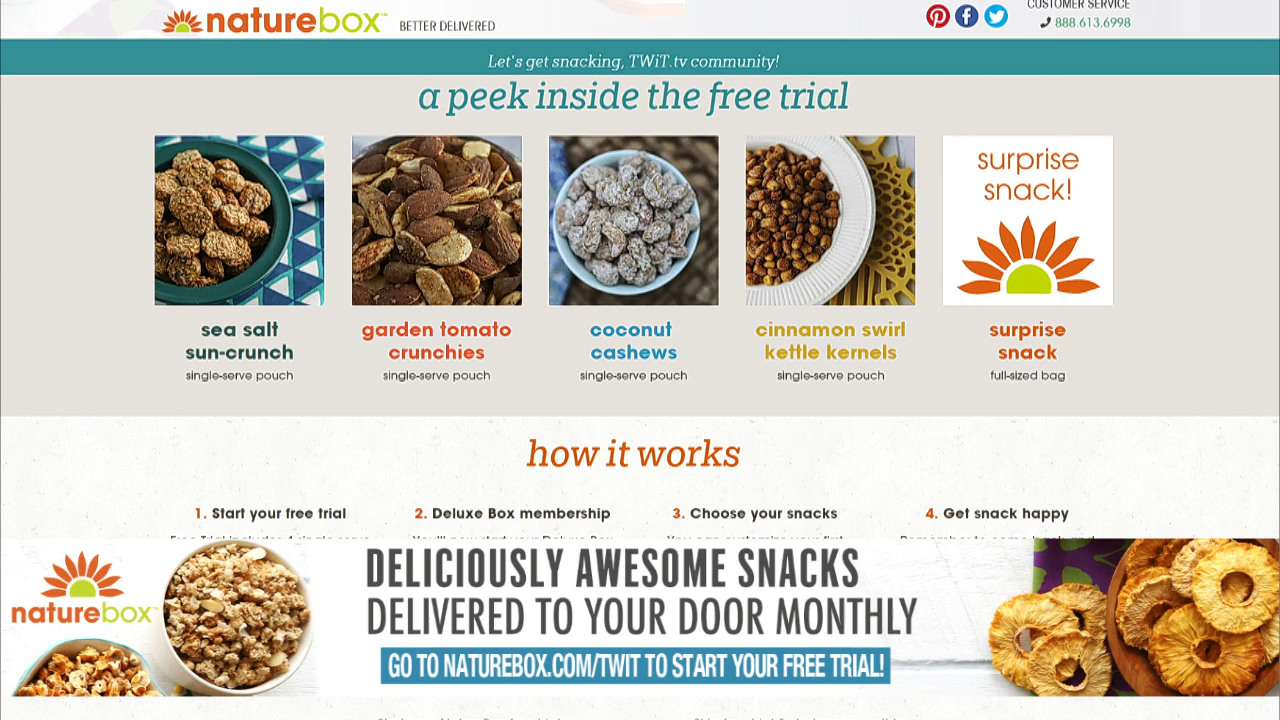 CUSTOMER SERVICE
naturebox™ BETTER DELIVERED
888.613.6998
Let's get snacking, TWiT.tv community!
a peek inside the free trial
surprise
snack!
sea salt
sun-crunch
single-serve pouch
garden tomato
crunchies
single-serve pouch
coconut
cashews
single-serve pouch
cinnamon swirl
kettle kernels
single-serve pouch
surprise
snack
full-sized bag
how it works
1. Start your free trial
2. Deluxe Box membership
3. Choose your snacks
4. Get snack happy
naturebox™
DELICIOUSLY AWESOME SNACKS
DELIVERED TO YOUR DOOR MONTHLY
GO TO NATUREBOX.COM/TWIT TO START YOUR FREE TRIAL!